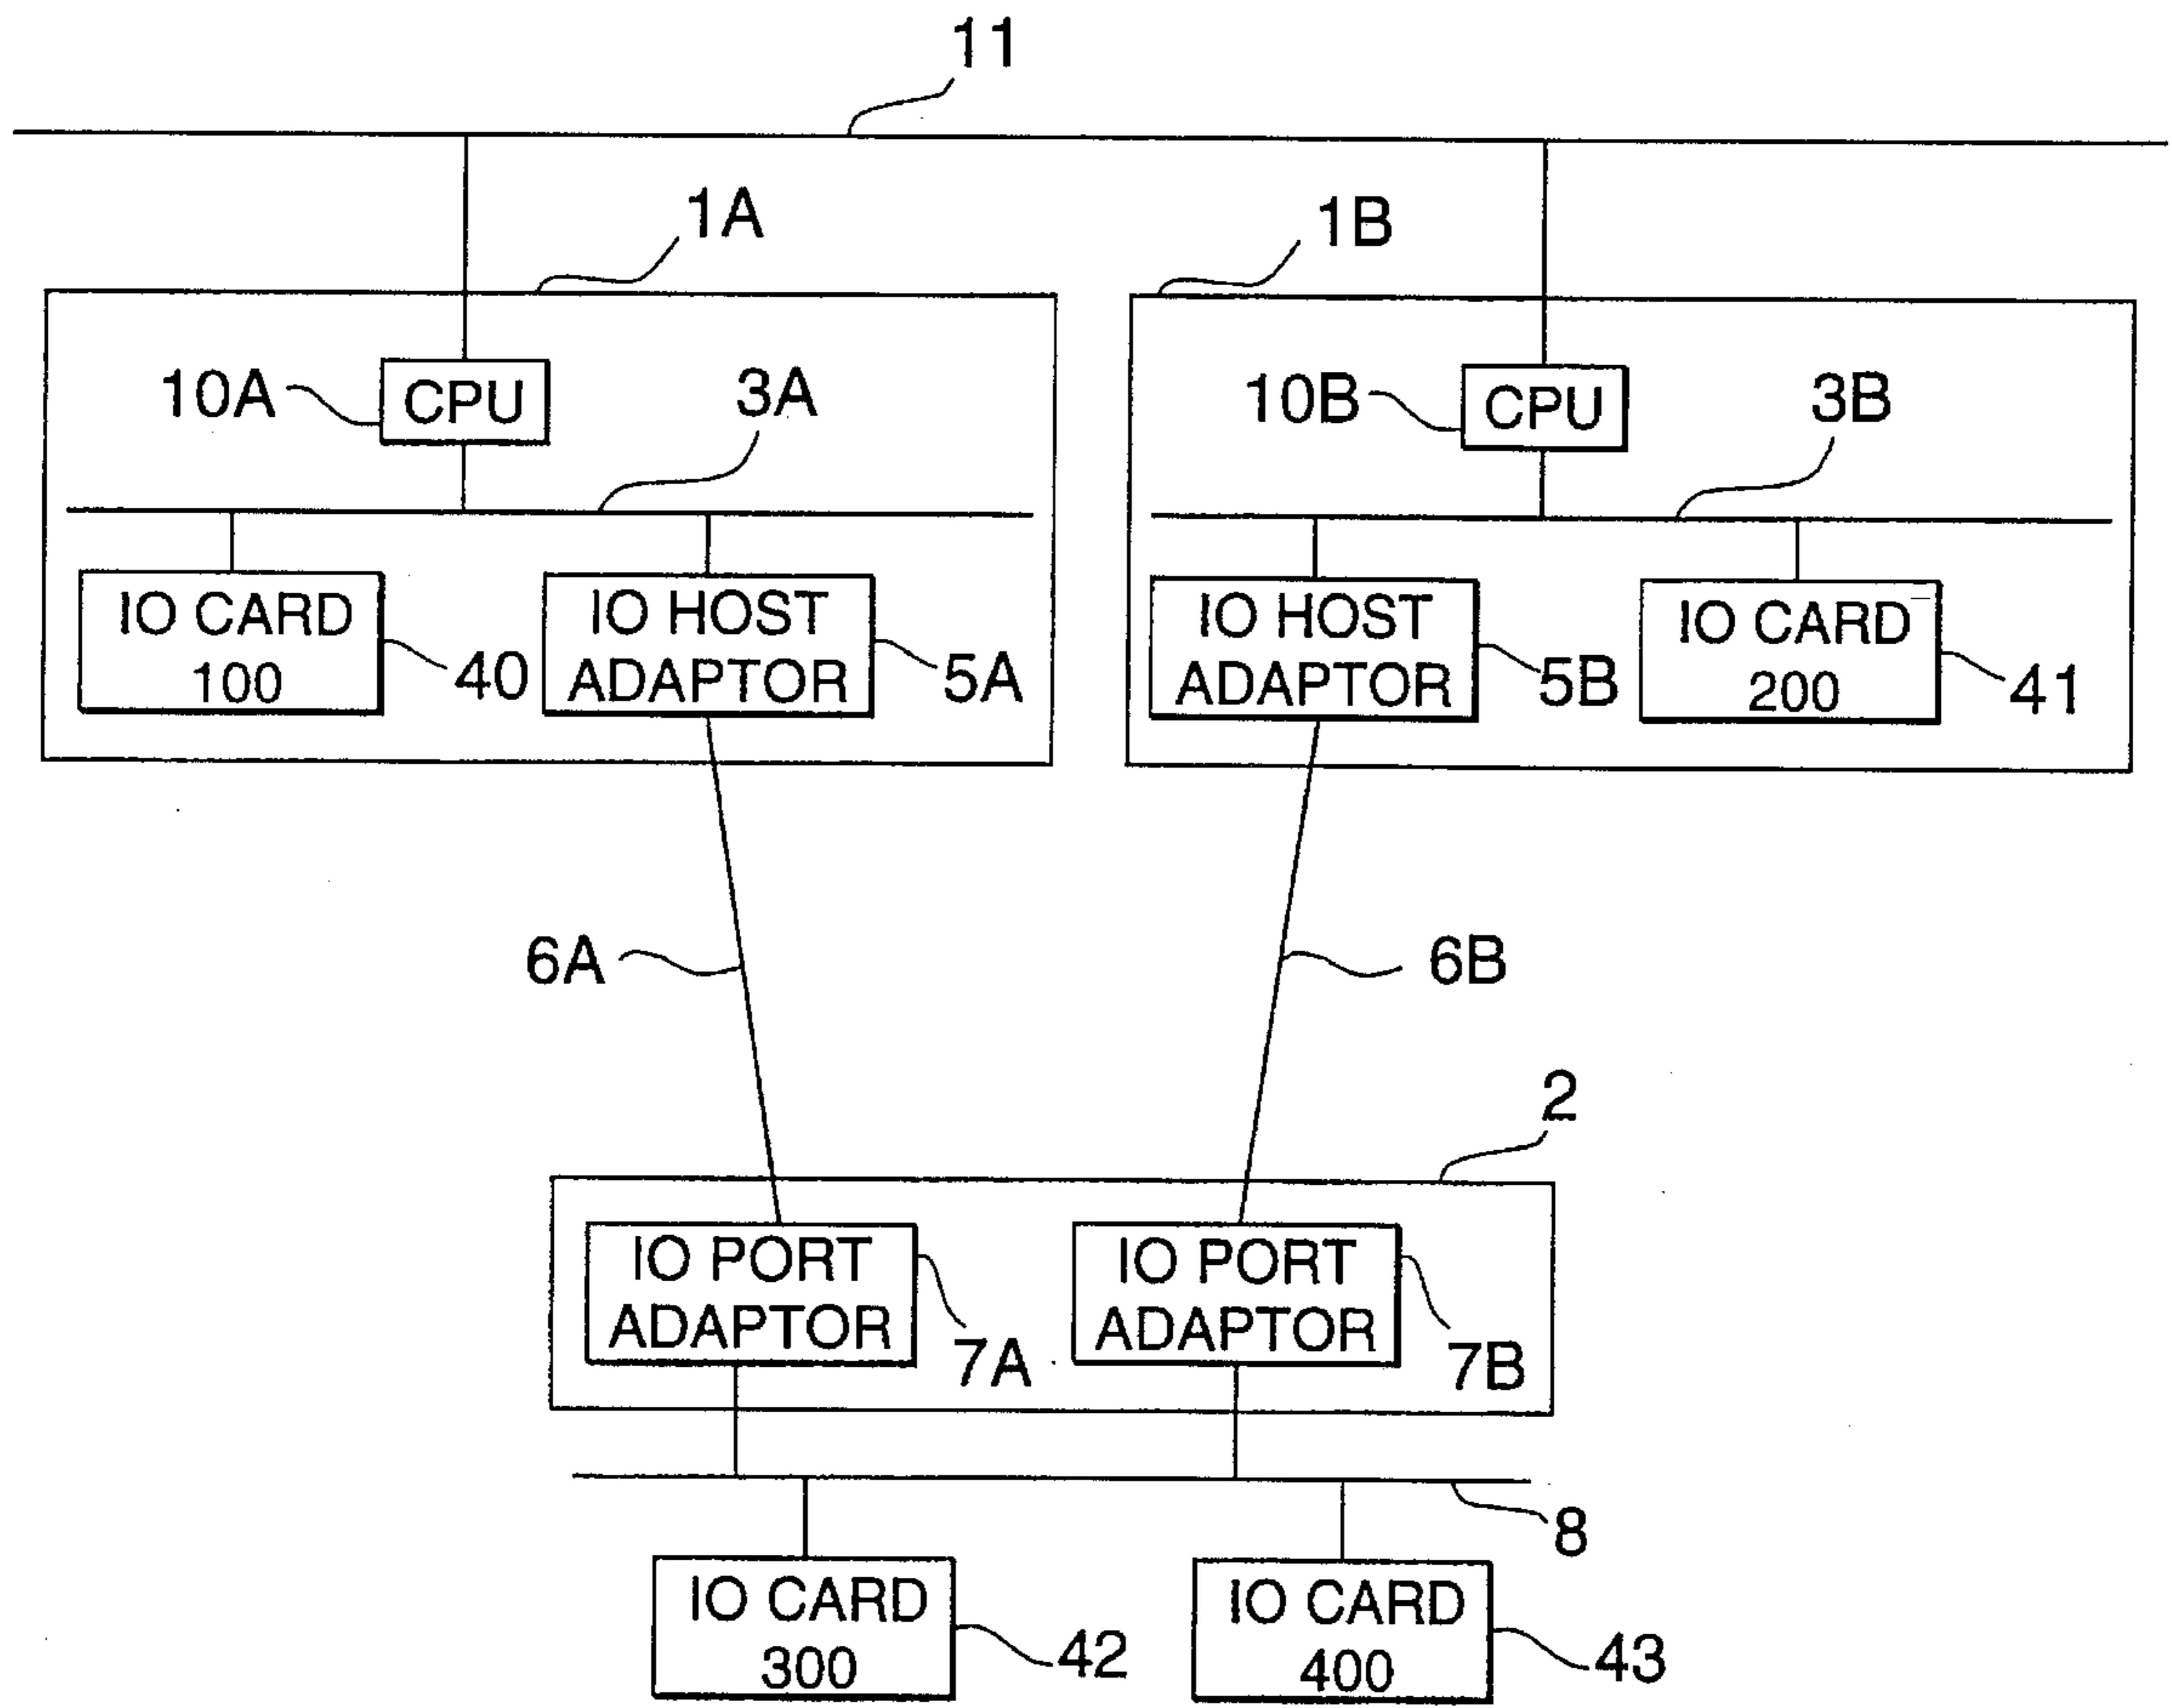 11
1A
1B
10A
CPU
3A
10B
CPU
3B
IO CARD
100
40
IO HOST
ADAPTOR
5A
IO HOST
ADAPTOR
5B
IO CARD
200
41
6A
6B
2
IO PORT
ADAPTOR
7A
IO PORT
ADAPTOR
7B
8
IO CARD
300
42
IO CARD
400
43